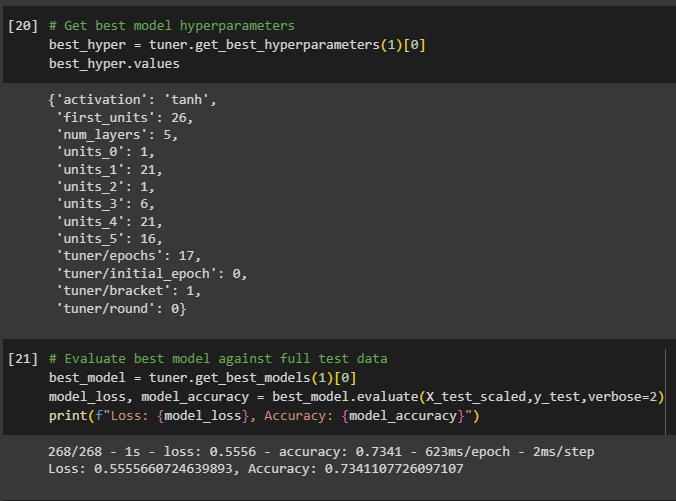 [20] # Get best model hyperparameters
best_hyper = tuner.get_best_hyperparameters(1)[0]
best_hyper.values
{'activation': 'tanh',
'first_units': 26,
'num_layers': 5,
'units_0': 1,
'units_1': 21,
'units_2': 1,
'units_3': 6,
'units_4': 21,
'units_5': 16,
'tuner/epochs': 17,
'tuner/initial_epoch': 0,
'tuner/bracket': 1,
'tuner/round': 0}
[21] # Evaluate best model against full test data
best_model = tuner.get_best_models(1)[0]
model_loss, model_accuracy = best_model.evaluate(X_test_scaled,y_test,verbose=2)
print(f"Loss: {model_loss}, Accuracy: {model_accuracy}")
268/268 - 1s - loss: 0.5556 - accuracy: 0.7341 - 623ms/epoch - 2ms/step
Loss: 0.5555660724639893, Accuracy: 0.7341107726097107